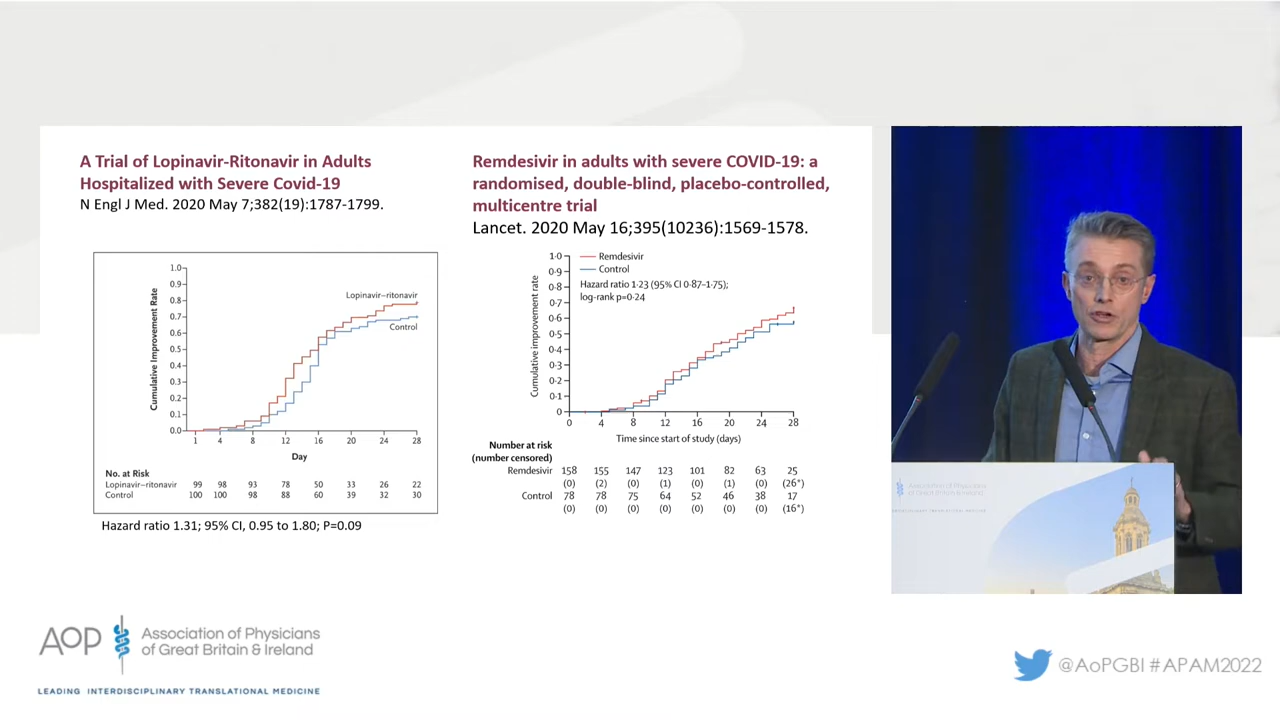 A Trial of Lopinavir-Ritonavir in Adults
Hospitalized with Severe Covid-19
N Engl J Med. 2020 May 7;382(19):1787-1799.
Cumulative Improvement Rate
1.0
0.9
0.8
0.7
0.6
0.5
0.4
0.3
0.2
0.1
0.0
Lopinavir–ritonavir
Control
1 4 8 12 16 20 24 28
Day
No. at Risk
Lopinavir–ritonavir 99 98 93 78 50 33 26 22
Control 100 100 98 88 60 39 32 30
Hazard ratio 1.31; 95% CI, 0.95 to 1.80; P=0.09
Remdesivir in adults with severe COVID-19: a
randomised, double-blind, placebo-controlled,
multicentre trial
Lancet. 2020 May 16;395(10236):1569-1578.
Cumulative improvement rate
1·0
0·9
0·8
0·7
0·6
0·5
0·4
0·3
0·2
0·1
0
Remdesivir
Control
Hazard ratio 1·23 (95% CI 0·87–1·75);
log-rank p=0·24
0 4 8 12 16 20 24 28
Time since start of study (days)
Number at risk
(number censored)
Remdesivir 158 155 147 123 101 82 63 25
(0) (2) (0) (1) (0) (1) (0) (26*)
Control 78 78 75 64 52 46 38 17
(0) (0) (0) (0) (0) (0) (0) (16*)
Association of Physicians
of Great Britain & Ireland
INTERDISCIPLINARY TRANSLATIONAL MEDICINE
AOP
Association of Physicians
of Great Britain & Ireland
LEADING INTERDISCIPLINARY TRANSLATIONAL MEDICINE
@AoPGBI #APAM2022